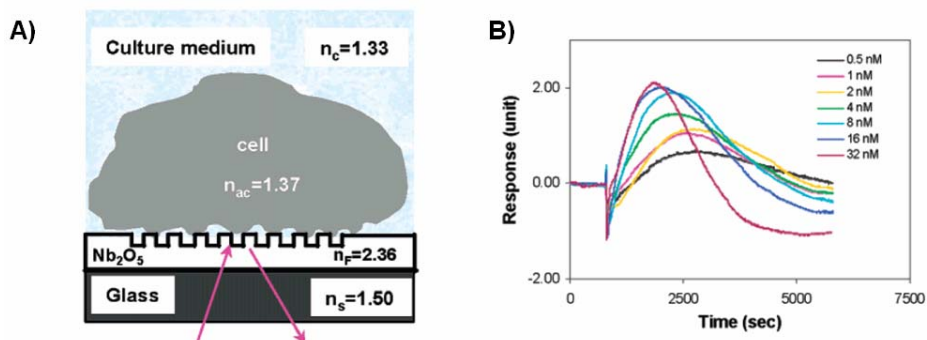 A)
Culture medium
n_c=1.33
cell
n_ac=1.37
Nb₂O₅
n_F=2.36
Glass
n_s=1.50
B)
Response (unit)
2.00
0.00
-2.00
0
2500
5000
7500
Time (sec)
0.5 nM
1 nM
2 nM
4 nM
8 nM
16 nM
32 nM